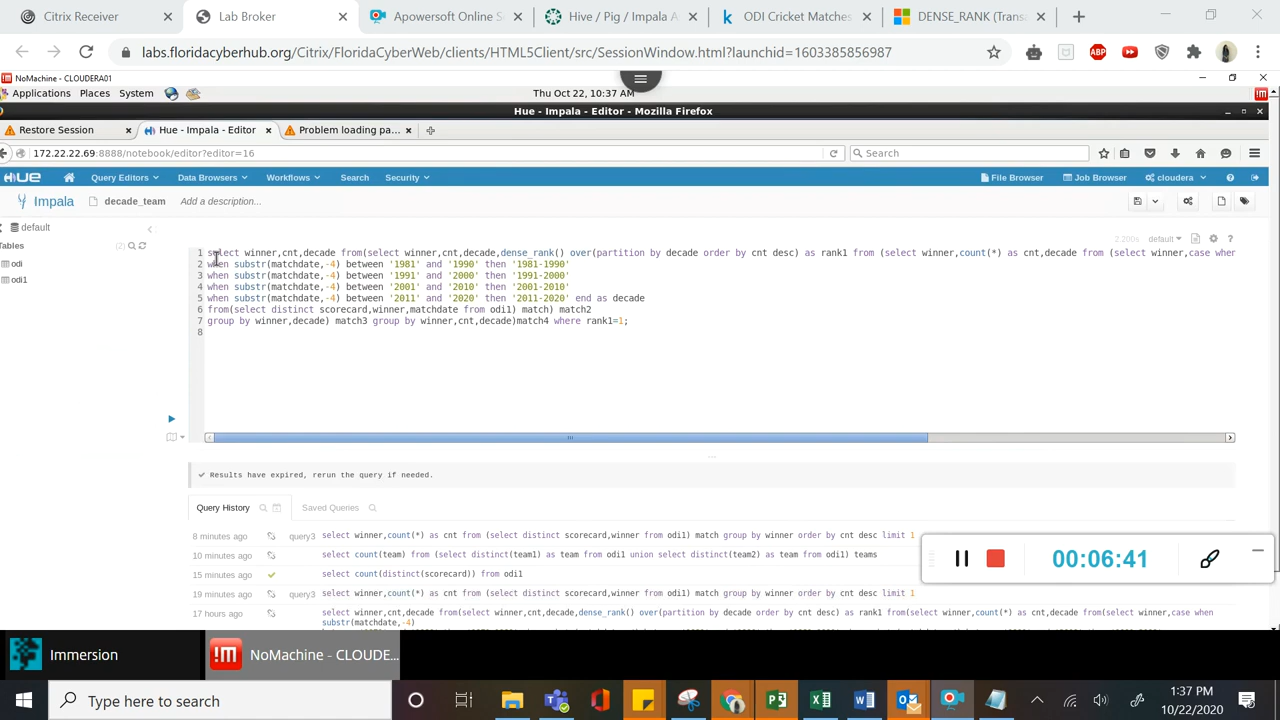 Citrix Receiver
Lab Broker
Apowersoft Online S
Hive / Pig / Impala A
ODI Cricket Matches
DENSE_RANK (Transa
labs.floridacyberhub.org/Citrix/FloridaCyberWeb/clients/HTML5Client/src/SessionWindow.html?launchid=1603385856987
ABP
NoMachine - CLOUDERA01
Applications Places System
Thu Oct 22, 10:37 AM
Hue - Impala - Editor - Mozilla Firefox
Restore Session
Hue - Impala - Editor
Problem loading pa...
172.22.22.69:8888/notebook/editor?editor=16
Search
HUE Query Editors Data Browsers Workflows Search Security File Browser Job Browser cloudera
Impala decade_team Add a description...
default
Tables (2)
odi
odi1
2.200s default
1 select winner,cnt,decade from(select winner,cnt,decade,dense_rank() over(partition by decade order by cnt desc) as rank1 from (select winner,count(*) as cnt,decade from (select winner,case wher
2 when substr(matchdate,-4) between '1981' and '1990' then '1981-1990'
3 when substr(matchdate,-4) between '1991' and '2000' then '1991-2000'
4 when substr(matchdate,-4) between '2001' and '2010' then '2001-2010'
5 when substr(matchdate,-4) between '2011' and '2020' then '2011-2020' end as decade
6 from(select distinct scorecard,winner,matchdate from odi1) match) match2
7 group by winner,decade) match3 group by winner,cnt,decade)match4 where rank1=1;
8
Results have expired, rerun the query if needed.
Query History Saved Queries
8 minutes ago query3 select winner,count(*) as cnt from (select distinct scorecard,winner from odi1) match group by winner order by cnt desc limit 1
10 minutes ago select count(team) from (select distinct(team1) as team from odi1 union select distinct(team2) as team from odi1) teams
15 minutes ago select count(distinct(scorecard)) from odi1
19 minutes ago query3 select winner,count(*) as cnt from (select distinct scorecard,winner from odi1) match group by winner order by cnt desc limit 1
17 hours ago select winner,cnt,decade from(select winner,cnt,decade,dense_rank() over(partition by decade order by cnt desc) as rank1 from(select winner,count(*) as cnt,decade from(select winner,case when
substr(matchdate,-4)
00:06:41
Immersion
NoMachine - CLOUDE...
Type here to search
1:37 PM
10/22/2020